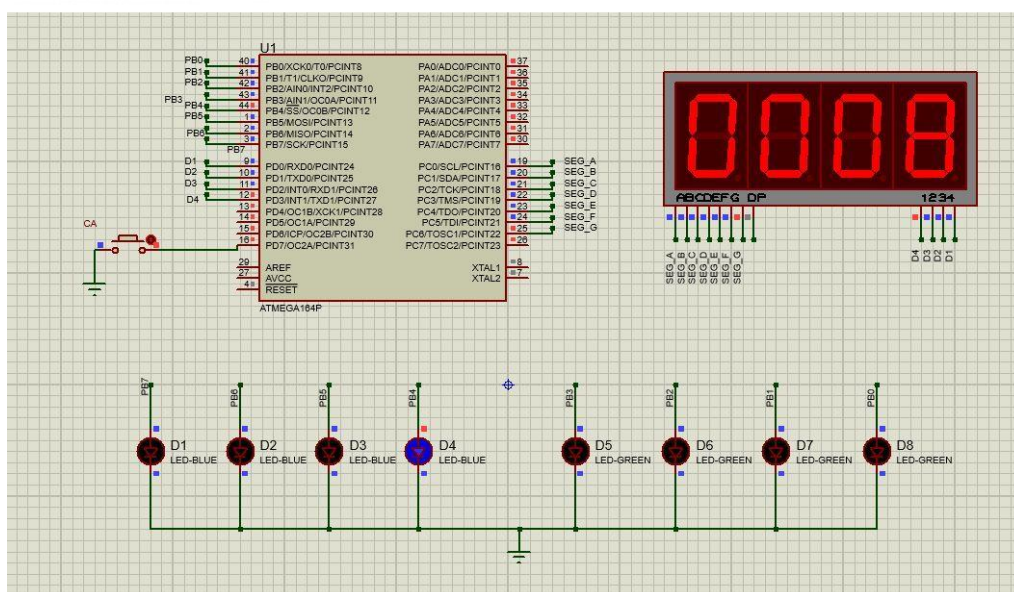 U1
PB0 40 PB0/XCK0/T0/PCINT8 PA0/ADC0/PCINT0 37
PB1 41 PB1/T1/CLKO/PCINT9 PA1/ADC1/PCINT1 36
PB2 42 PB2/AIN0/INT2/PCINT10 PA2/ADC2/PCINT2 35
PB3 43 PB3/AIN1/OC0A/PCINT11 PA3/ADC3/PCINT3 34
PB4 44 PB4/SS/OC0B/PCINT12 PA4/ADC4/PCINT4 33
PB5 1 PB5/MOSI/PCINT13 PA5/ADC5/PCINT5 32
PB6 2 PB6/MISO/PCINT14 PA6/ADC6/PCINT6 31
PB7 3 PB7/SCK/PCINT15 PA7/ADC7/PCINT7 30
D1 9 PD0/RXD0/PCINT24 PC0/SCL/PCINT16 19 SEG_A
D2 10 PD1/TXD0/PCINT25 PC1/SDA/PCINT17 20 SEG_B
D3 11 PD2/INT0/RXD1/PCINT26 PC2/TCK/PCINT18 21 SEG_C
D4 12 PD3/INT1/TXD1/PCINT27 PC3/TMS/PCINT19 22 SEG_D
13 PD4/OC1B/XCK1/PCINT28 PC4/TDO/PCINT20 23 SEG_E
14 PD5/OC1A/PCINT29 PC5/TDI/PCINT21 24 SEG_F
15 PD6/ICP/OC2B/PCINT30 PC6/TOSC1/PCINT22 25 SEG_G
16 PD7/OC2A/PCINT31 PC7/TOSC2/PCINT23 26
CA
29 AREF XTAL1 8
27 AVCC XTAL2 7
4 RESET
ATMEGA164P
0008
ABCDEFG DP 1234
SEG_A SEG_B SEG_C SEG_D SEG_E SEG_F SEG_G D4 D3 D2 D1
PB7 PB6 PB5 PB4 PB3 PB2 PB1 PB0
D1 D2 D3 D4 D5 D6 D7 D8
LED-BLUE LED-BLUE LED-BLUE LED-BLUE LED-GREEN LED-GREEN LED-GREEN LED-GREEN